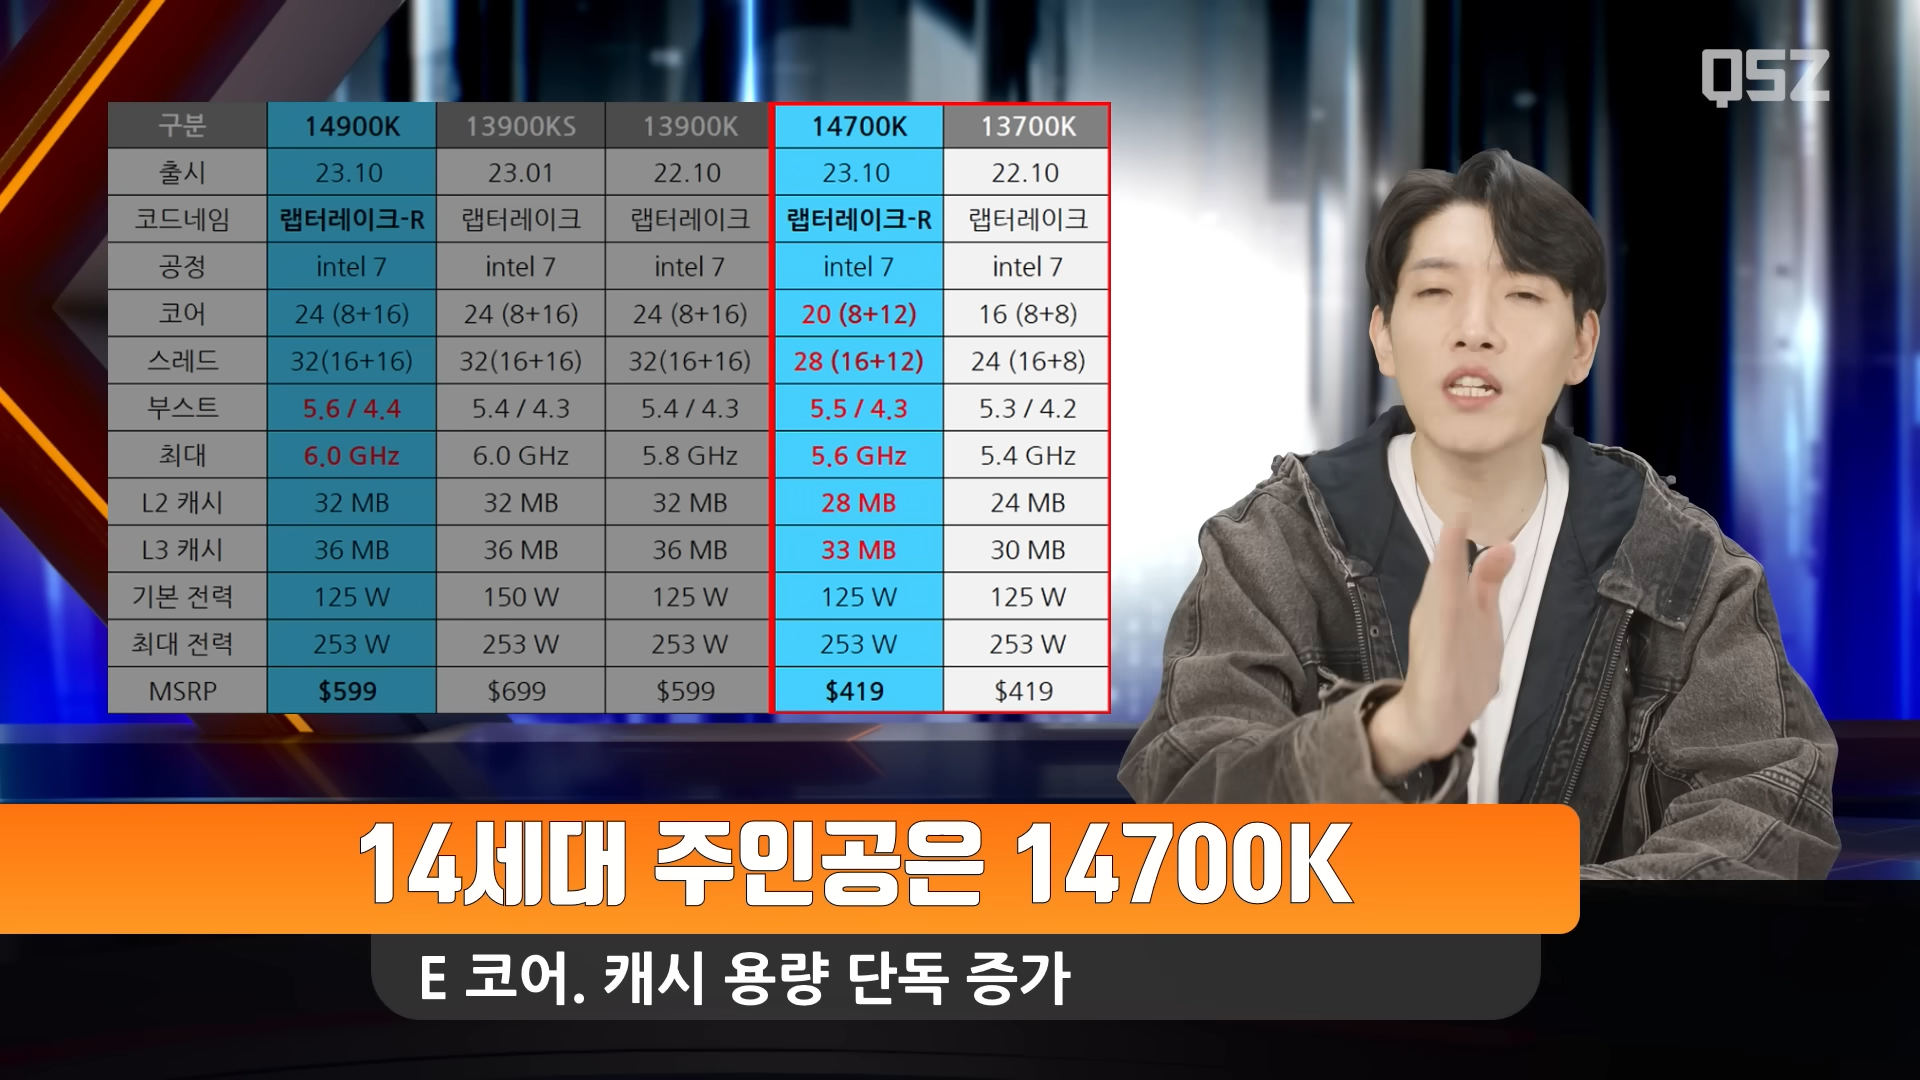 QSZ
구분 14900K 13900KS 13900K 14700K 13700K
출시 23.10 23.01 22.10 23.10 22.10
코드네임 랩터레이크-R 랩터레이크 랩터레이크 랩터레이크-R 랩터레이크
공정 intel 7 intel 7 intel 7 intel 7 intel 7
코어 24 (8+16) 24 (8+16) 24 (8+16) 20 (8+12) 16 (8+8)
스레드 32(16+16) 32(16+16) 32(16+16) 28 (16+12) 24 (16+8)
부스트 5.6 / 4.4 5.4 / 4.3 5.4 / 4.3 5.5 / 4.3 5.3 / 4.2
최대 6.0 GHz 6.0 GHz 5.8 GHz 5.6 GHz 5.4 GHz
L2 캐시 32 MB 32 MB 32 MB 28 MB 24 MB
L3 캐시 36 MB 36 MB 36 MB 33 MB 30 MB
기본 전력 125 W 150 W 125 W 125 W 125 W
최대 전력 253 W 253 W 253 W 253 W 253 W
MSRP $599 $699 $599 $419 $419
14세대 주인공은 14700K
E 코어. 캐시 용량 단독 증가